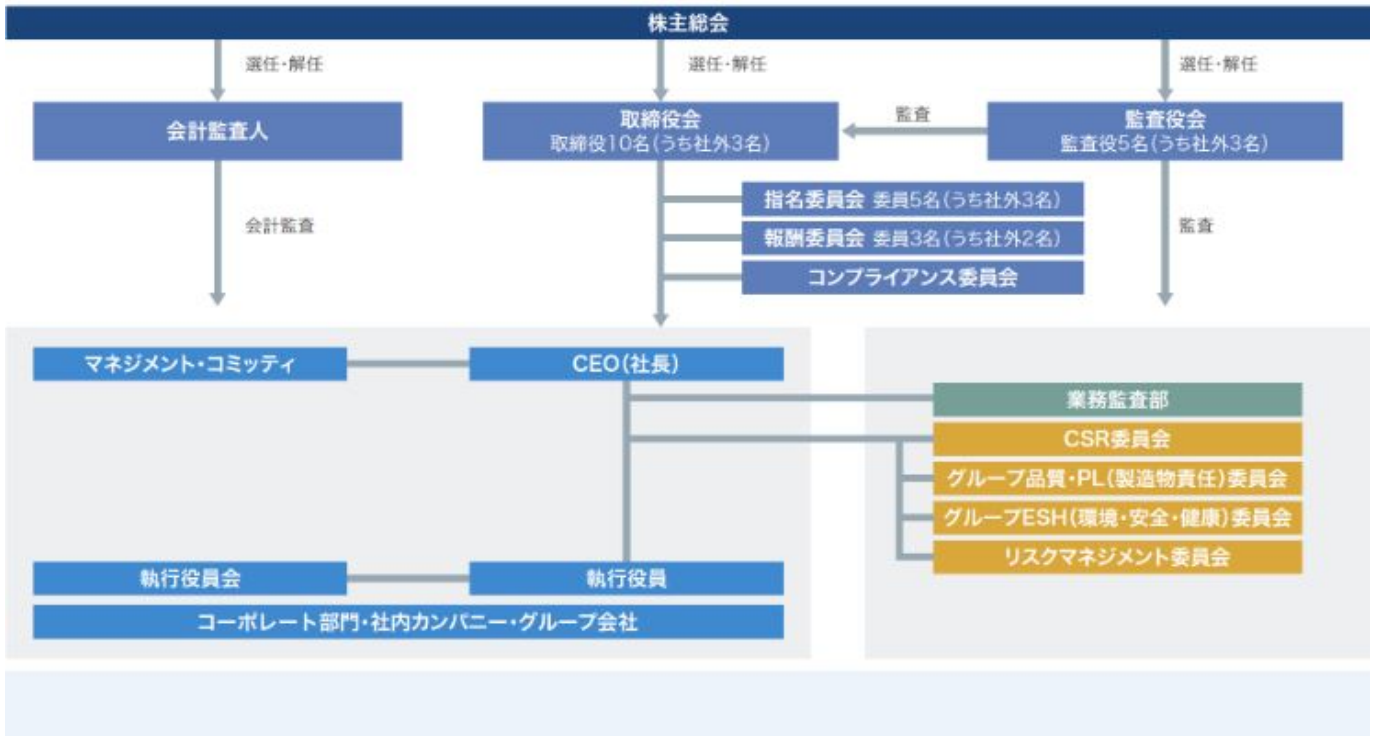 株主総会
選任・解任
選任・解任
選任・解任
会計監査人
取締役会
取締役10名(うち社外3名)
監査
監査役会
監査役5名(うち社外3名)
会計監査
指名委員会 委員5名(うち社外3名)
報酬委員会 委員3名(うち社外2名)
コンプライアンス委員会
監査
マネジメント・コミッティ
CEO(社長)
業務監査部
CSR委員会
グループ品質・PL(製造物責任)委員会
グループESH(環境・安全・健康)委員会
リスクマネジメント委員会
執行役員会
執行役員
コーポレート部門・社内カンパニー・グループ会社